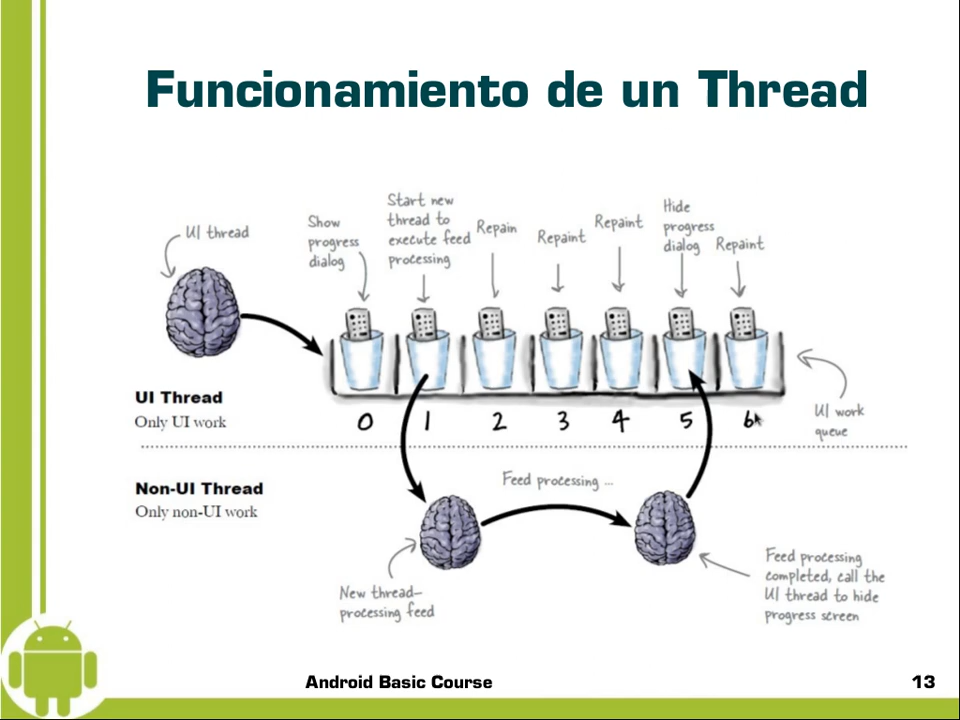 Funcionamiento de un Thread
UI thread
Show
progress
dialog
Start new
thread to
execute feed
processing
Repain
Repaint
Repaint
Hide
progress
dialog
Repaint
UI Thread
Only UI work
0 1 2 3 4 5 6
UI work
queue
Non-UI Thread
Only non-UI work
Feed processing ...
New thread–
processing feed
Feed processing
completed, call the
UI thread to hide
progress screen
Android Basic Course
13